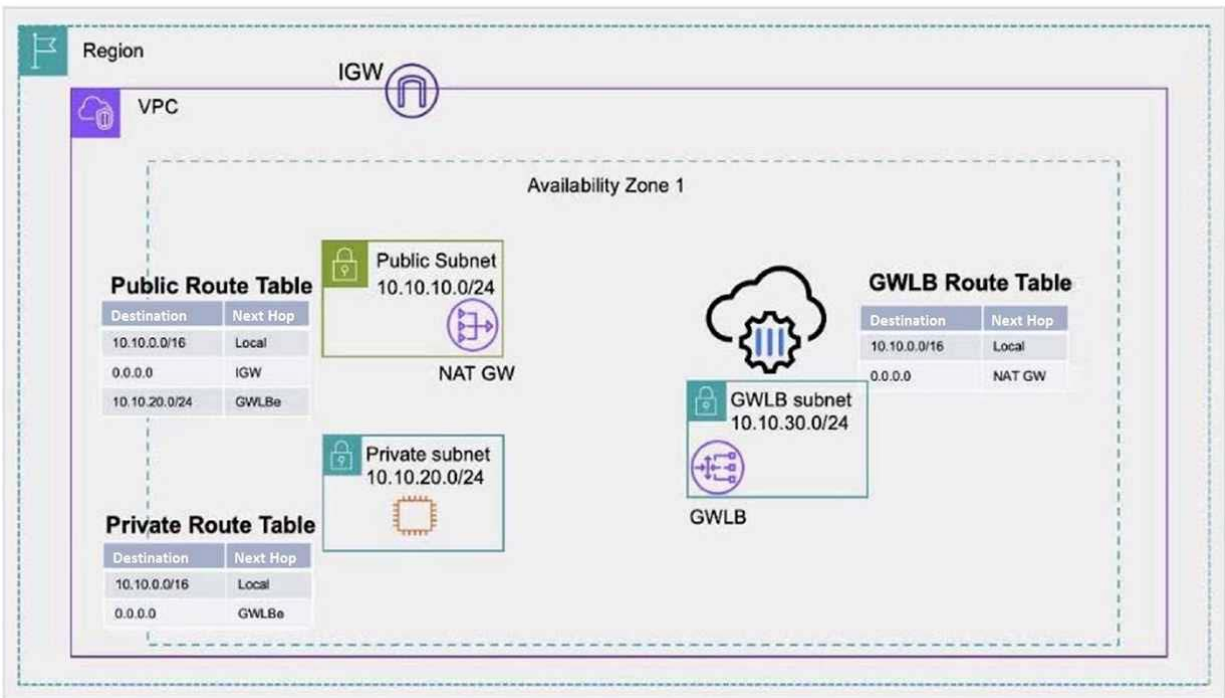 Region
IGW
VPC
Availability Zone 1
Public Subnet
10.10.10.0/24
NAT GW
Public Route Table
Destination Next Hop
10.10.0.0/16 Local
0.0.0.0 IGW
10.10.20.0/24 GWLBe
GWLB Route Table
Destination Next Hop
10.10.0.0/16 Local
0.0.0.0 NAT GW
GWLB subnet
10.10.30.0/24
GWLB
Private subnet
10.10.20.0/24
Private Route Table
Destination Next Hop
10.10.0.0/16 Local
0.0.0.0 GWLBe